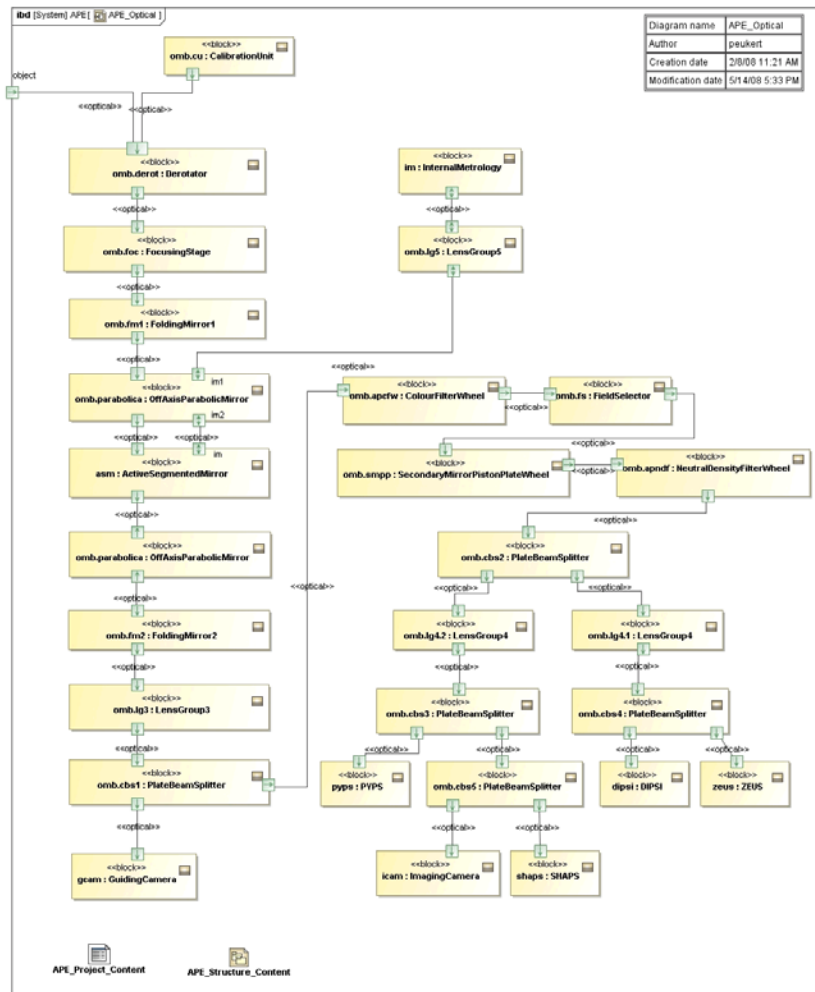 ibd [System] APE[ APE_Optical ]
Diagram name APE_Optical
Author peukert
Creation date 2/8/08 11:21 AM
Modification date 5/14/08 5:33 PM
<<block>>
omb.cu : CalibrationUnit
object
<<optical>>
<<optical>>
<<block>>
omb.derot : Derotator
<<block>>
im : InternalMetrology
<<optical>>
<<optical>>
<<block>>
omb.foc : FocusingStage
<<block>>
omb.lg5 : LensGroup5
<<optical>>
<<block>>
omb.fm1 : FoldingMirror1
<<optical>>
<<optical>>
<<optical>>
im1
<<block>>
omb.parabolica : OffAxisParabolicMirror
<<block>>
omb.apcfw : ColourFilterWheel
<<optical>>
<<block>>
omb.fs : FieldSelector
im2
<<optical>>
<<optical>>
<<optical>>
im
<<block>>
asm : ActiveSegmentedMirror
<<block>>
omb.smpp : SecondaryMirrorPistonPlateWheel
<<optical>>
<<block>>
omb.apndf : NeutralDensityFilterWheel
<<optical>>
<<optical>>
<<block>>
omb.parabolica : OffAxisParabolicMirror
<<block>>
omb.cbs2 : PlateBeamSplitter
<<optical>>
<<optical>>
<<optical>>
<<optical>>
<<block>>
omb.fm2 : FoldingMirror2
<<block>>
omb.lg4.2 : LensGroup4
<<block>>
omb.lg4.1 : LensGroup4
<<optical>>
<<optical>>
<<optical>>
<<block>>
omb.lg3 : LensGroup3
<<block>>
omb.cbs3 : PlateBeamSplitter
<<block>>
omb.cbs4 : PlateBeamSplitter
<<optical>>
<<optical>>
<<optical>>
<<optical>>
<<optical>>
<<block>>
omb.cbs1 : PlateBeamSplitter
<<block>>
pyps : PYPS
<<block>>
omb.cbs5 : PlateBeamSplitter
<<block>>
dipsi : DIPSI
<<block>>
zeus : ZEUS
<<optical>>
<<optical>>
<<optical>>
<<block>>
gcam : GuidingCamera
<<block>>
icam : ImagingCamera
<<block>>
shaps : SHAPS
APE_Project_Content
APE_Structure_Content